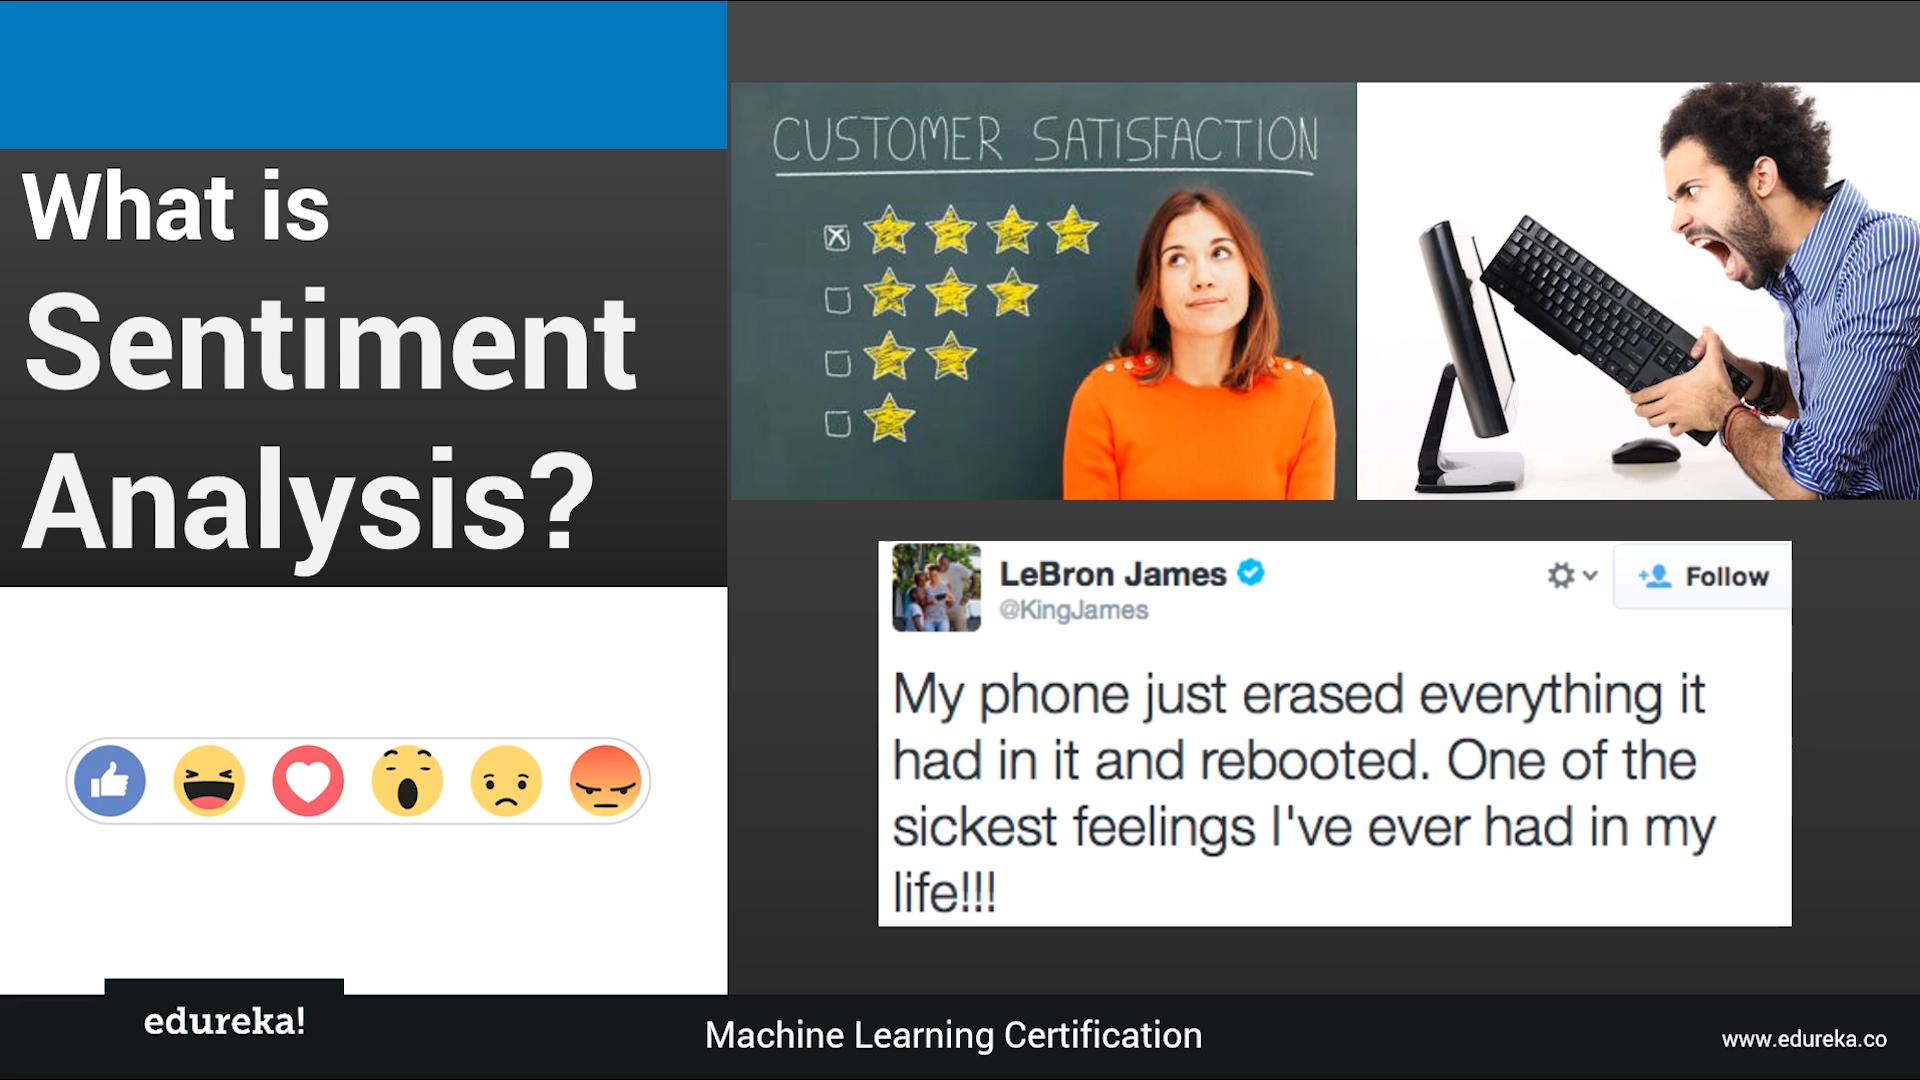 What is
Sentiment
Analysis?
CUSTOMER SATISFACTION
LeBron James
@KingJames
Follow
My phone just erased everything it
had in it and rebooted. One of the
sickest feelings I've ever had in my
life!!!
edureka!
Machine Learning Certification
www.edureka.co